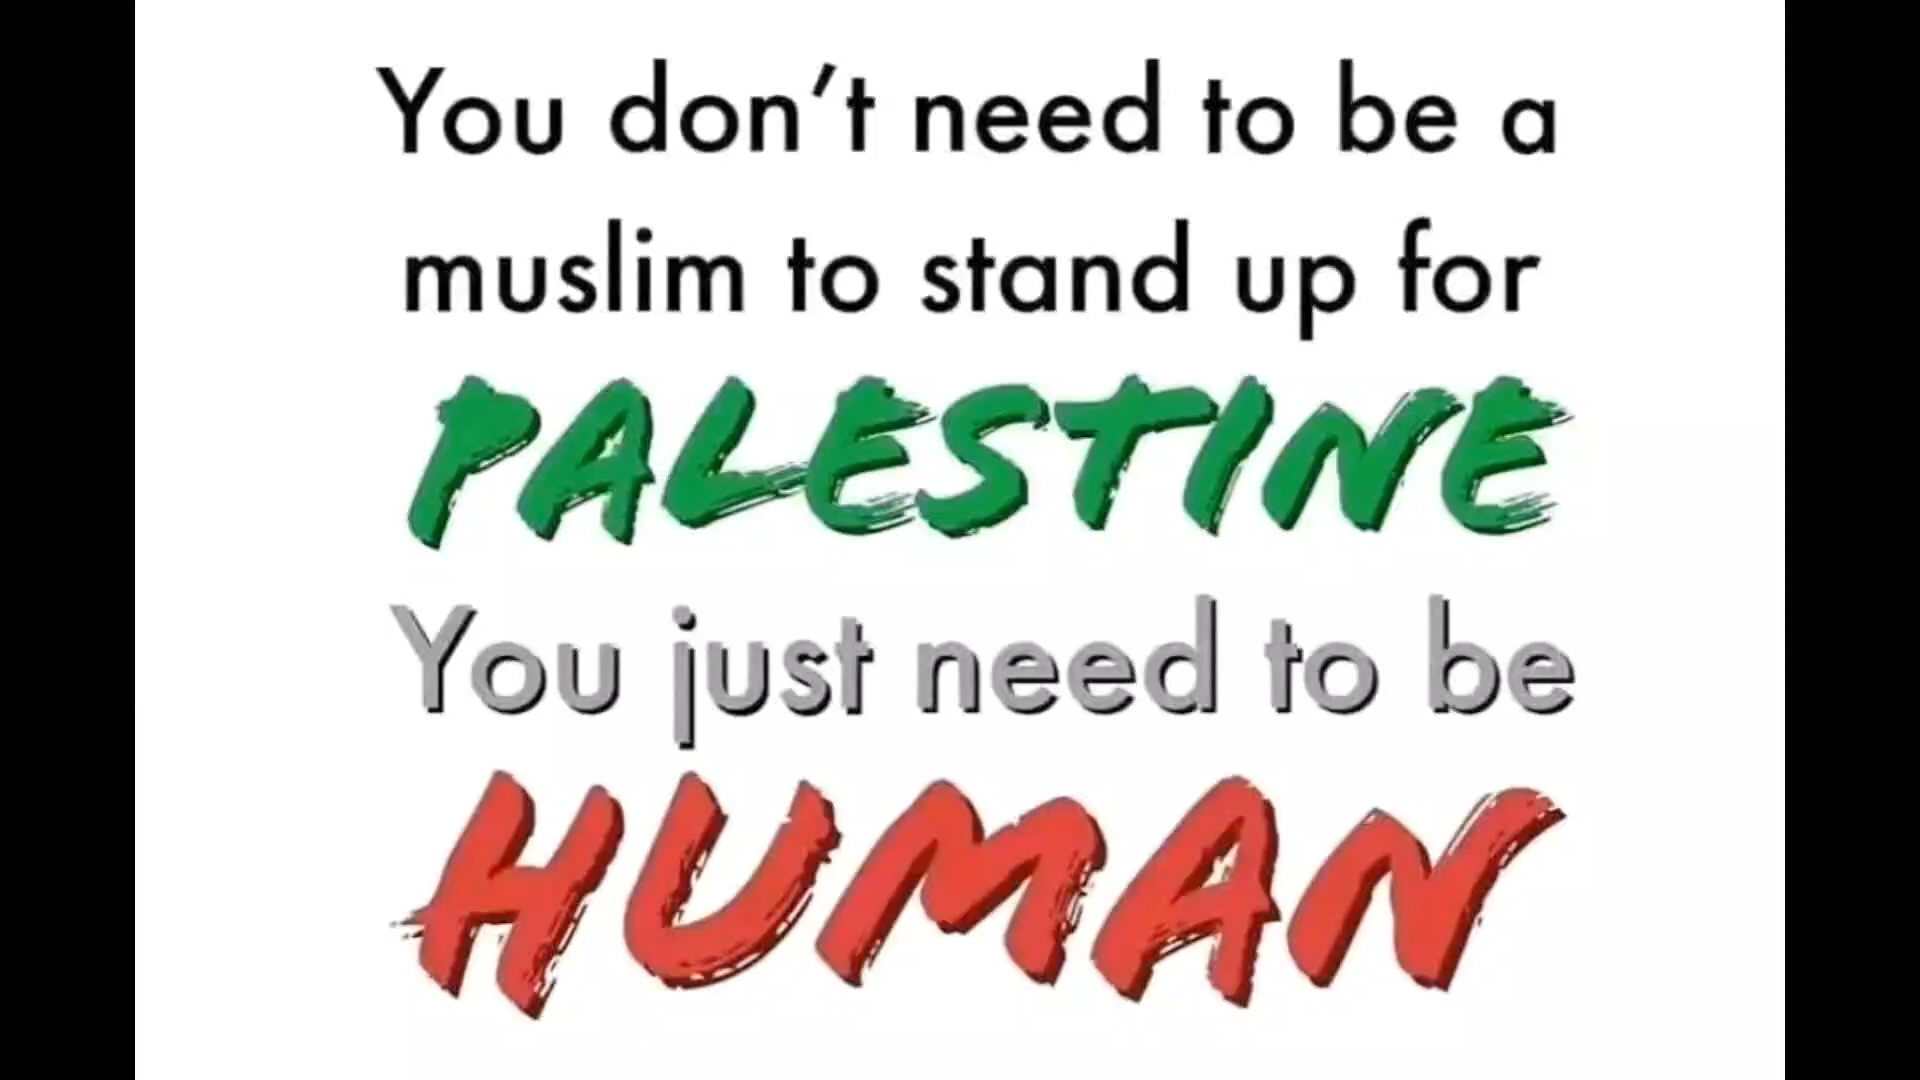 You don't need to be a
muslim to stand up for
PALESTINE
You just need to be
HUMAN